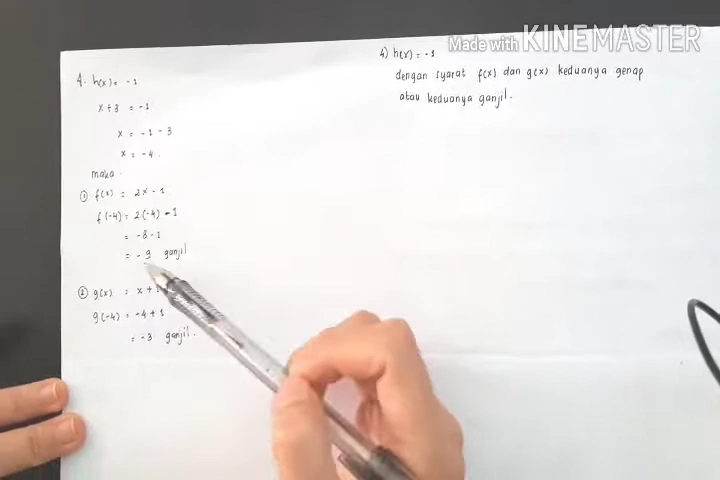 4. h(x) = -1
x+3 = -1
x = -1 - 3
x = -4.
maka.
① f(x) = 2x - 1
f(-4) = 2(-4) - 1
= -8 - 1
= -9 ganjil
② g(x) = x+1
g(-4) = -4 + 1
= -3 ganjil.
4) h(x) = -1
dengan syarat f(x) dan g(x) keduanya genap
atau keduanya ganjil.
Made with KINEMASTER